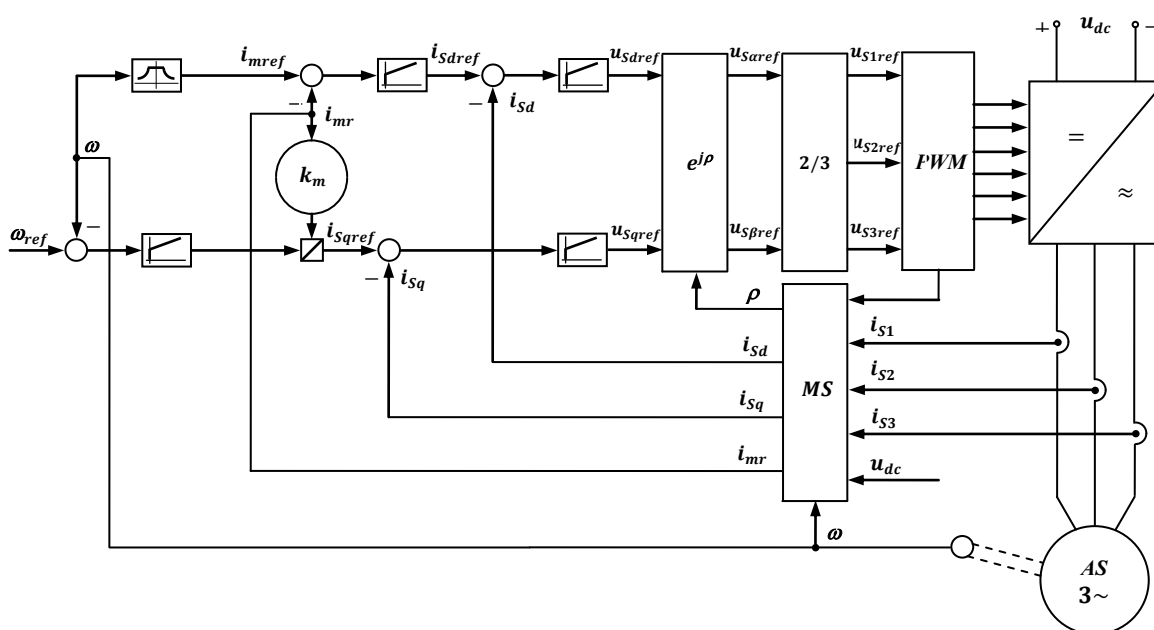 + u_dc −
i_mref
i_Sdref
u_Sdref
u_Sαref
u_S1ref
− i_mr
− i_Sd
ω
k_m
e^jρ
2/3
u_S2ref
PWM
=
≈
ω_ref
−
i_Sqref
u_Sqref
u_Sβref
u_S3ref
− i_Sq
ρ
i_S1
i_Sd
MS
i_S2
i_Sq
i_S3
i_mr
u_dc
ω
AS
3~